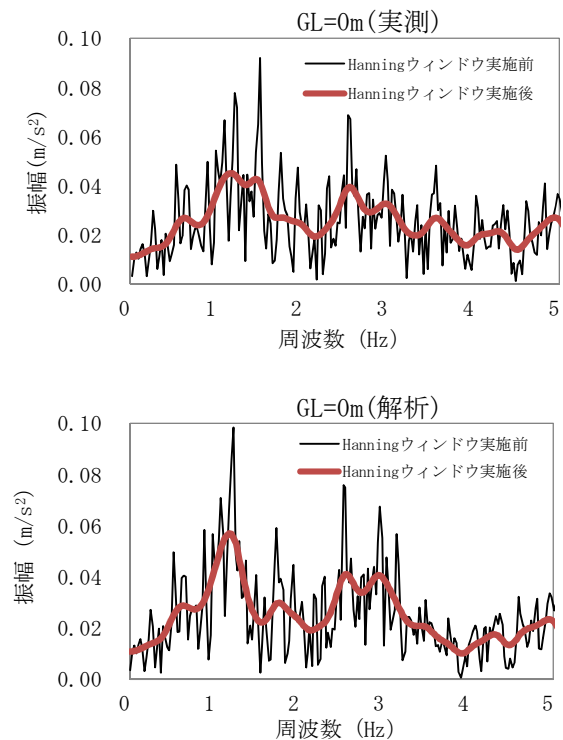 GL=0m(実測)
0.10
0.08
0.06
0.04
0.02
0.00
振幅(m/s²)
Hanningウィンドウ実施前
Hanningウィンドウ実施後
0 1 2 3 4 5
周波数 (Hz)
GL=0m(解析)
0.10
0.08
0.06
0.04
0.02
0.00
振幅 (m/s²)
Hanningウィンドウ実施前
Hanningウィンドウ実施後
0 1 2 3 4 5
周波数 (Hz)